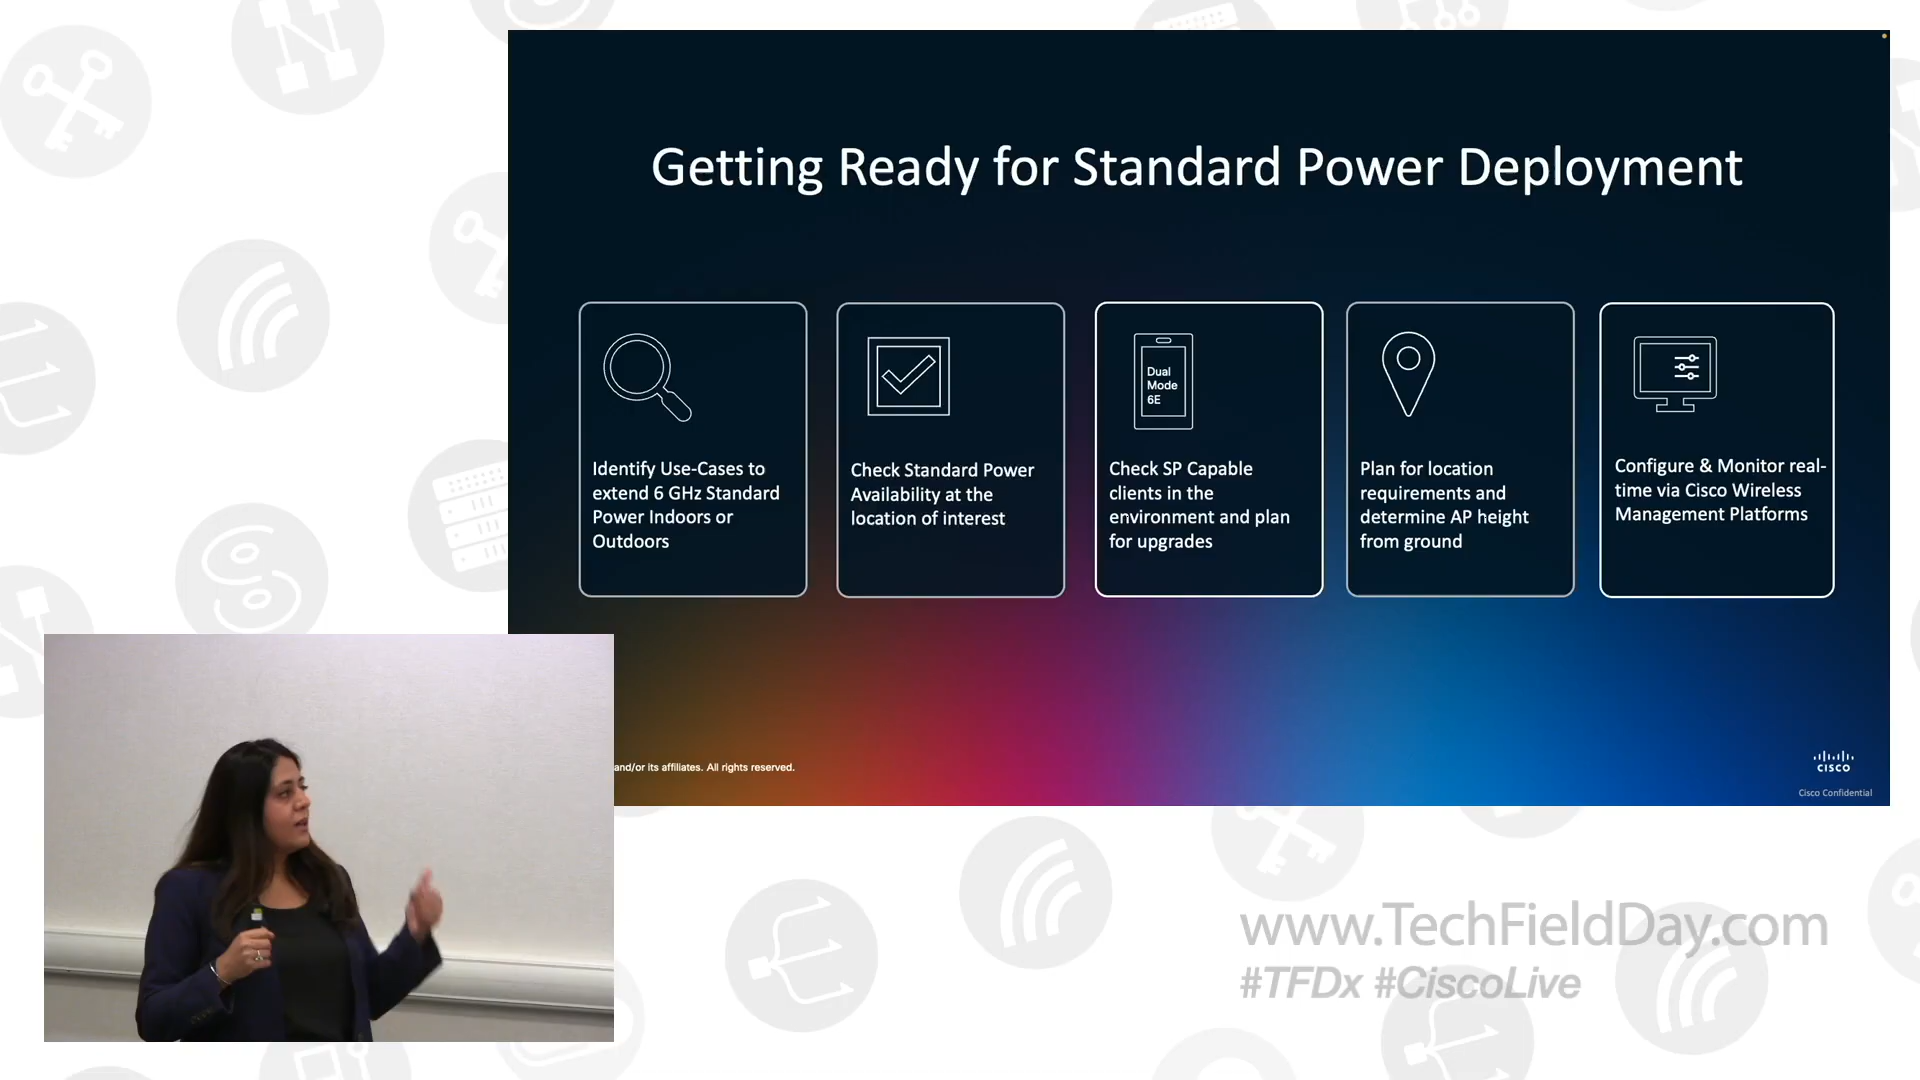 Getting Ready for Standard Power Deployment
Identify Use-Cases to
extend 6 GHz Standard
Power Indoors or
Outdoors
Check Standard Power
Availability at the
location of interest
Dual
Mode
6E
Check SP Capable
clients in the
environment and plan
for upgrades
Plan for location
requirements and
determine AP height
from ground
Configure & Monitor real-
time via Cisco Wireless
Management Platforms
and/or its affiliates. All rights reserved.
CISCO
Cisco Confidential
www.TechFieldDay.com
#TFDx #CiscoLive